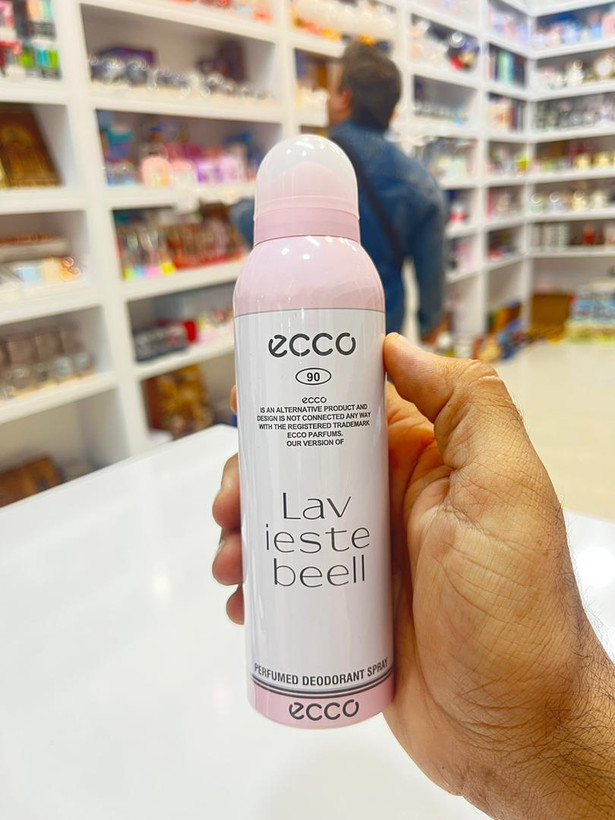 ecco
90
ecco
IS AN ALTERNATIVE PRODUCT AND
DESIGN IS NOT CONNECTED ANY WAY
WITH THE REGISTERED TRADEMARK
ECCO PARFUMS.
OUR VERSION OF
Lav
ieste
beell
PERFUMED DEODORANT SPRAY
ecco